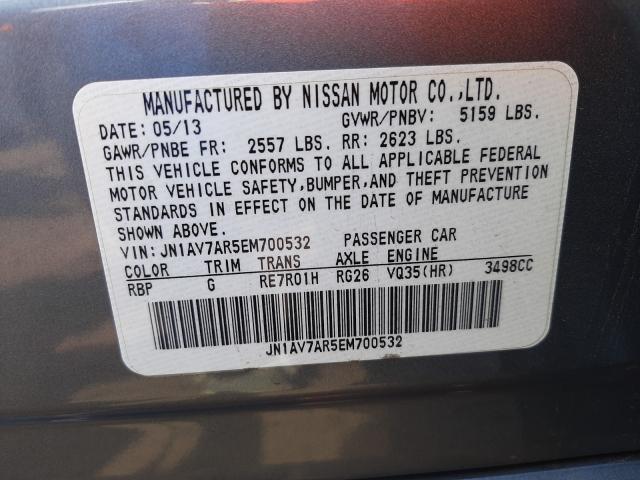 MANUFACTURED BY NISSAN MOTOR CO.,LTD.
DATE: 05/13 GVWR/PNBV: 5159 LBS.
GAWR/PNBE FR: 2557 LBS. RR: 2623 LBS.
THIS VEHICLE CONFORMS TO ALL APPLICABLE FEDERAL
MOTOR VEHICLE SAFETY,BUMPER,AND THEFT PREVENTION
STANDARDS IN EFFECT ON THE DATE OF MANUFACTURE
SHOWN ABOVE.
VIN: JN1AV7AR5EM700532 PASSENGER CAR
COLOR TRIM TRANS AXLE ENGINE
RBP G RE7R01H RG26 VQ35(HR) 3498CC
JN1AV7AR5EM700532